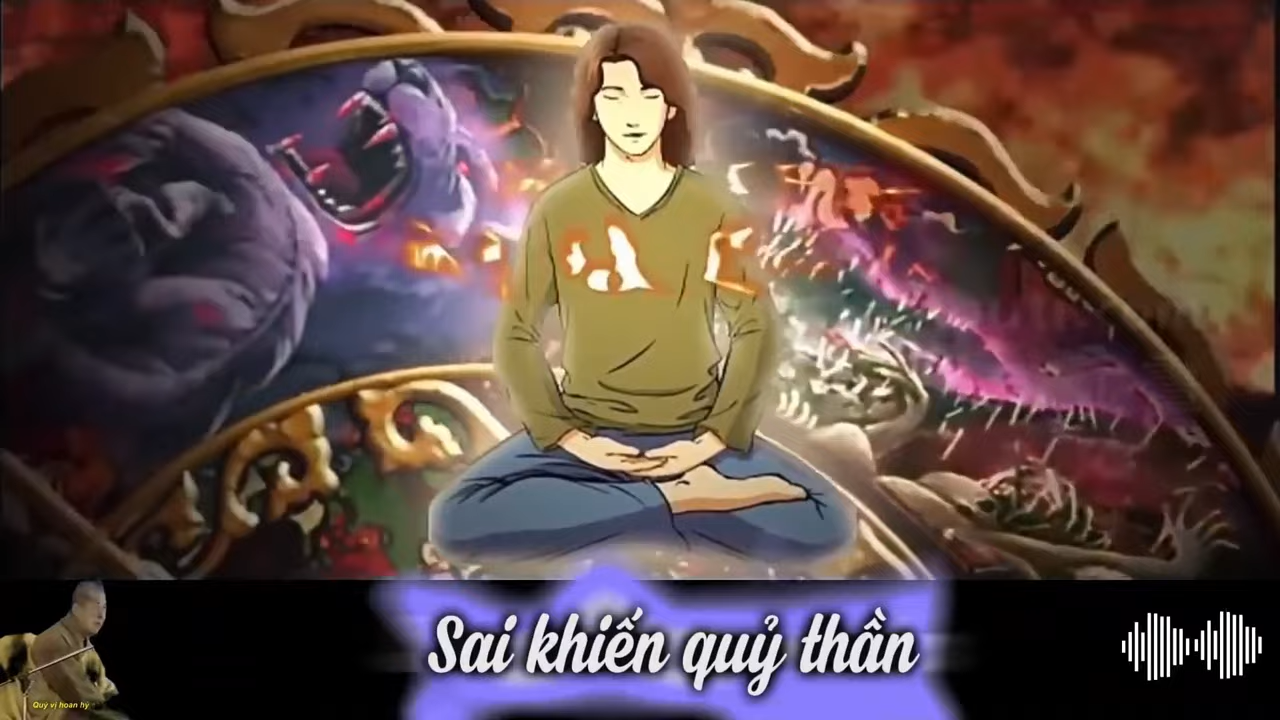 Sai khiến quỷ thần
Quý vị hoan hỷ